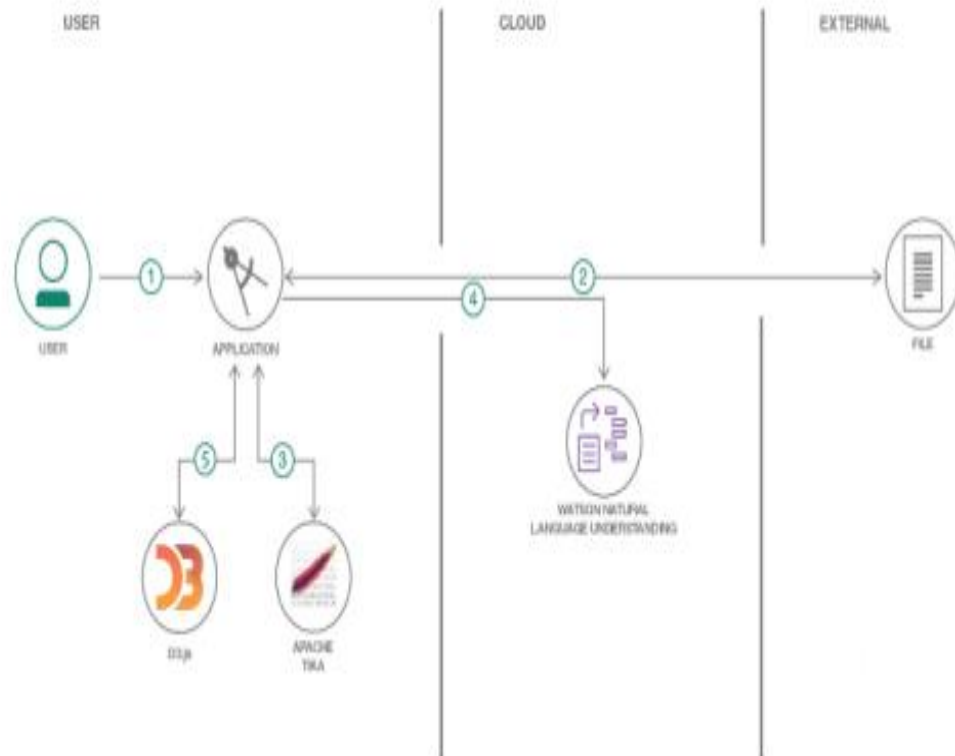 USER
CLOUD
EXTERNAL
1
2
4
USER
APPLICATION
FILE
5
3
WATSON NATURAL
LANGUAGE UNDERSTANDING
D3.js
APACHE
TIKA